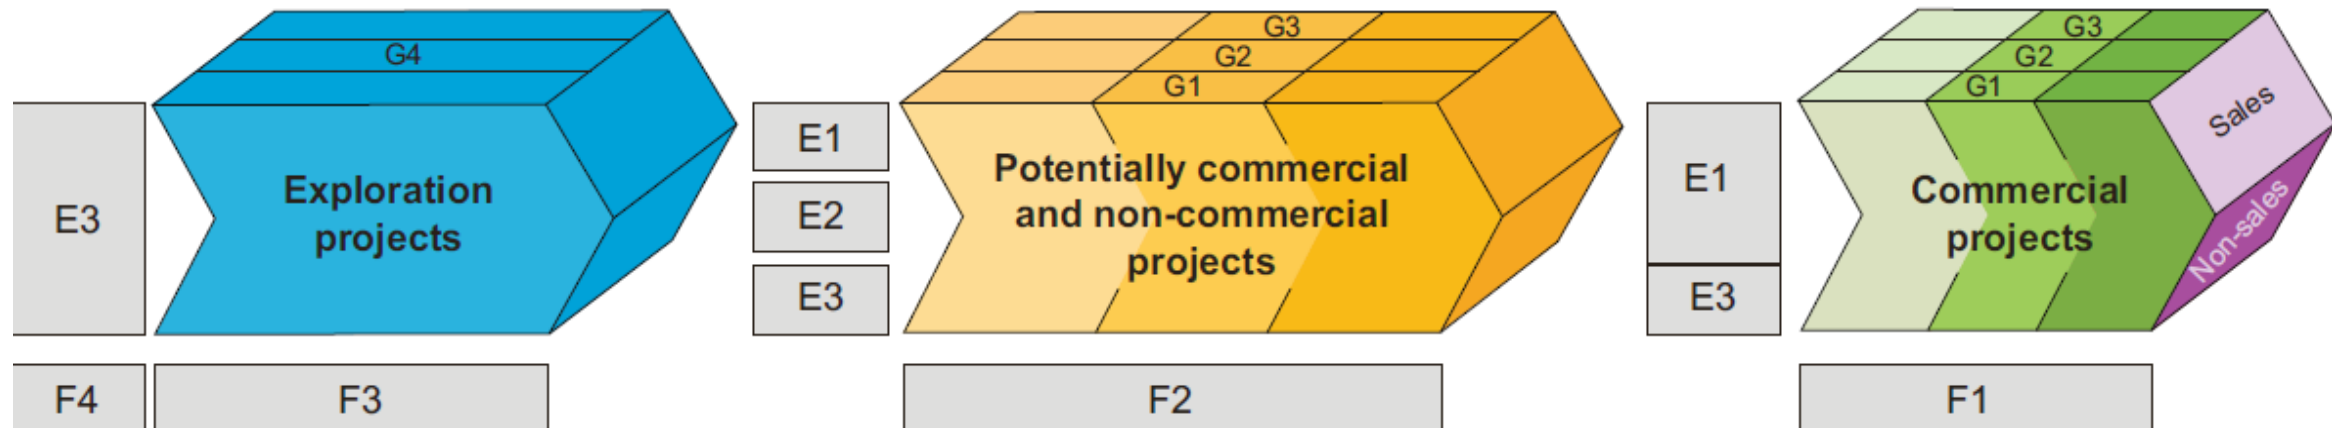 G4
Exploration
projects
E3
F4
F3
G3
G2
G1
E1
E2
E3
Potentially commercial
and non-commercial
projects
F2
G3
G2
G1
E1
E3
Commercial
projects
Sales
Non-sales
F1